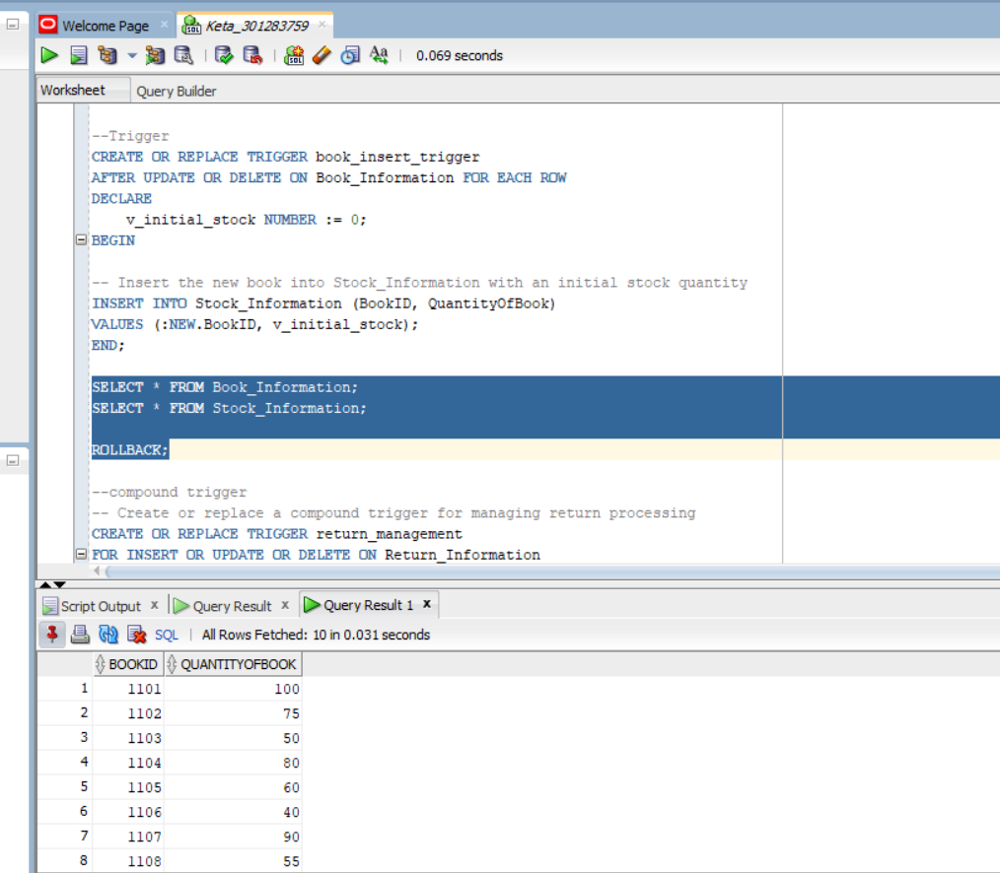 Welcome Page × Keta_301283759 ×
0.069 seconds
Worksheet Query Builder
--Trigger
CREATE OR REPLACE TRIGGER book_insert_trigger
AFTER UPDATE OR DELETE ON Book_Information FOR EACH ROW
DECLARE
v_initial_stock NUMBER := 0;
BEGIN
-- Insert the new book into Stock_Information with an initial stock quantity
INSERT INTO Stock_Information (BookID, QuantityOfBook)
VALUES (:NEW.BookID, v_initial_stock);
END;
SELECT * FROM Book_Information;
SELECT * FROM Stock_Information;
ROLLBACK;
--compound trigger
-- Create or replace a compound trigger for managing return processing
CREATE OR REPLACE TRIGGER return_management
FOR INSERT OR UPDATE OR DELETE ON Return_Information
Script Output × Query Result × Query Result 1 ×
SQL | All Rows Fetched: 10 in 0.031 seconds
BOOKID QUANTITYOFBOOK
1 1101 100
2 1102 75
3 1103 50
4 1104 80
5 1105 60
6 1106 40
7 1107 90
8 1108 55